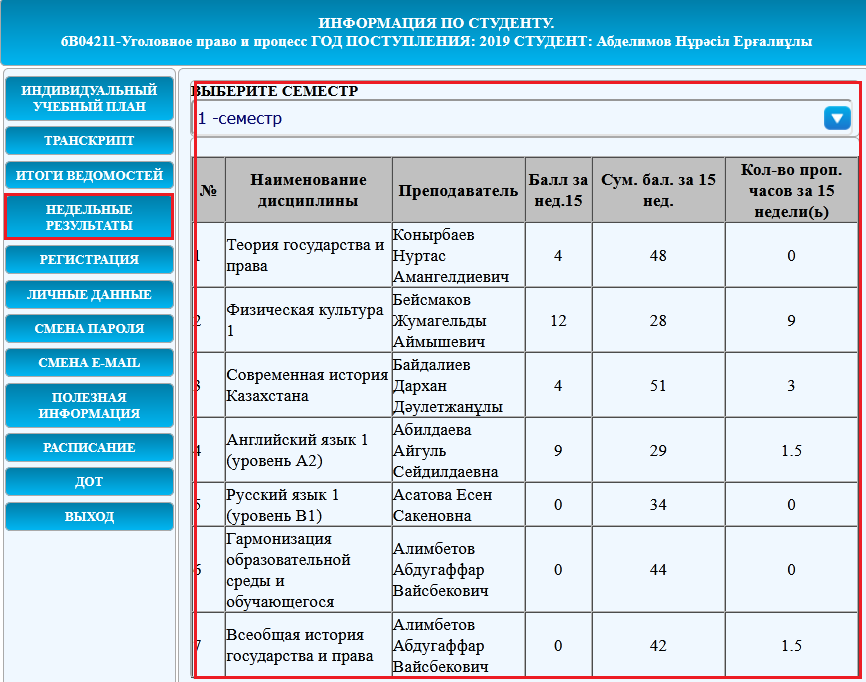 ИНФОРМАЦИЯ ПО СТУДЕНТУ.
6B04211-Уголовное право и процесс ГОД ПОСТУПЛЕНИЯ: 2019 СТУДЕНТ: Абделимов Нұрәсіл Ерғалиұлы
ИНДИВИДУАЛЬНЫЙ
УЧЕБНЫЙ ПЛАН
ТРАНСКРИПТ
ИТОГИ ВЕДОМОСТЕЙ
НЕДЕЛЬНЫЕ
РЕЗУЛЬТАТЫ
РЕГИСТРАЦИЯ
ЛИЧНЫЕ ДАННЫЕ
СМЕНА ПАРОЛЯ
СМЕНА E-MAIL
ПОЛЕЗНАЯ
ИНФОРМАЦИЯ
РАСПИСАНИЕ
ДОТ
ВЫХОД
ВЫБЕРИТЕ СЕМЕСТР
1 -семестр
№
Наименование
дисциплины
Преподаватель
Балл за
нед.15
Сум. бал. за 15
нед.
Кол-во проп.
часов за 15
недели(ь)
1
Теория государства и
права
Конырбаев
Нуртас
Амангелдиевич
4
48
0
2
Физическая культура
1
Бейсмаков
Жумагельды
Аймышевич
12
28
9
3
Современная история
Казахстана
Байдалиев
Дархан
Дәулетжанұлы
4
51
3
4
Английский язык 1
(уровень А2)
Абилдаева
Айгуль
Сейдилдаевна
9
29
1.5
5
Русский язык 1
(уровень В1)
Асатова Есен
Сакеновна
0
34
0
6
Гармонизация
образовательной
среды и
обучающегося
Алимбетов
Абдугаффар
Вайсбекович
0
44
0
7
Всеобщая история
государства и права
Алимбетов
Абдугаффар
Вайсбекович
0
42
1.5